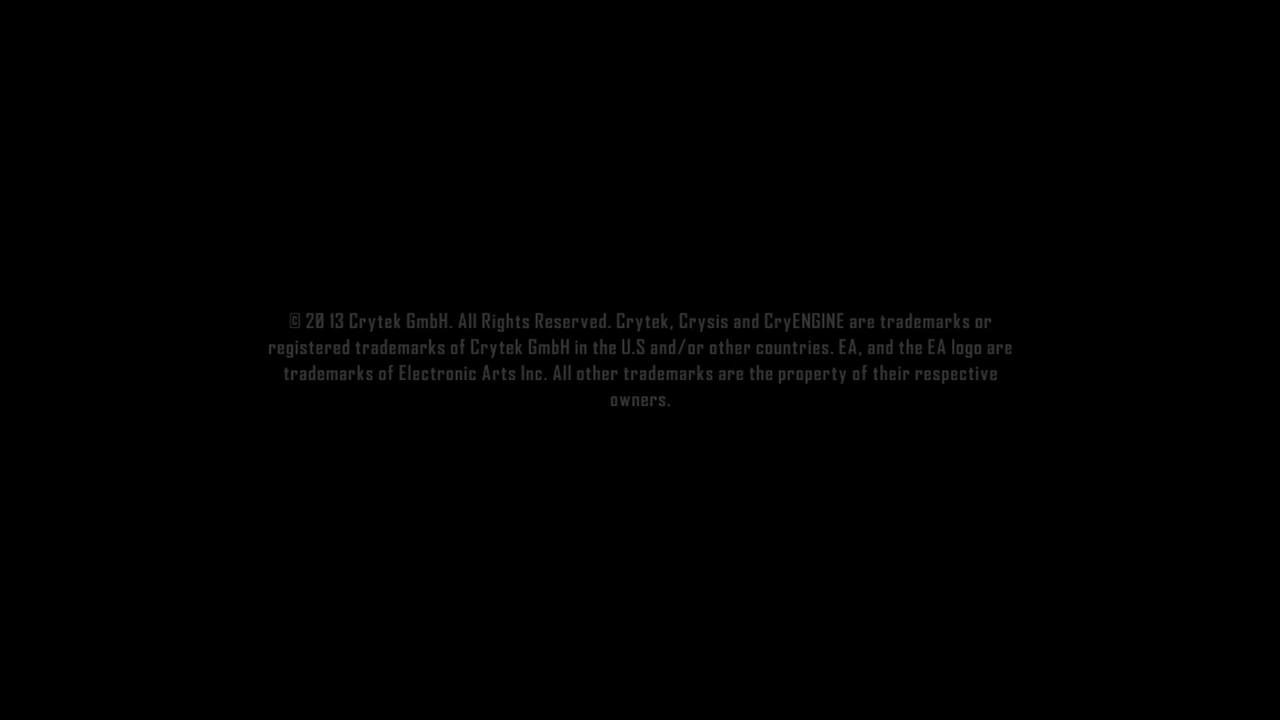 © 2013 Crytek GmbH. All Rights Reserved. Crytek, Crysis and CryENGINE are trademarks or
registered trademarks of Crytek GmbH in the U.S and/or other countries. EA, and the EA logo are
trademarks of Electronic Arts Inc. All other trademarks are the property of their respective
owners.